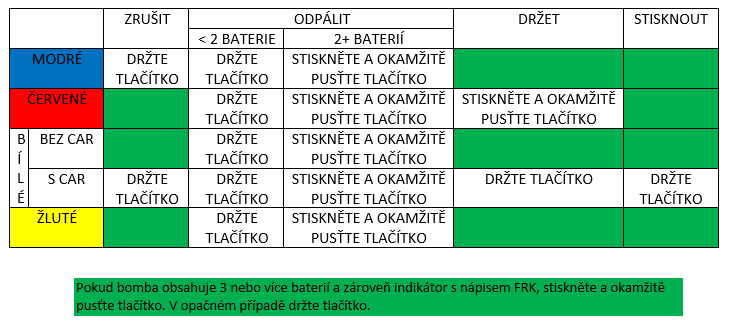 ZRUŠIT ODPÁLIT DRŽET STISKNOUT
< 2 BATERIE 2+ BATERIÍ
MODRÉ DRŽTE TLAČÍTKO DRŽTE TLAČÍTKO STISKNĚTE A OKAMŽITĚ PUSŤTE TLAČÍTKO
ČERVENÉ DRŽTE TLAČÍTKO STISKNĚTE A OKAMŽITĚ PUSŤTE TLAČÍTKO STISKNĚTE A OKAMŽITĚ PUSŤTE TLAČÍTKO
BÍLÉ
BEZ CAR DRŽTE TLAČÍTKO STISKNĚTE A OKAMŽITĚ PUSŤTE TLAČÍTKO
S CAR DRŽTE TLAČÍTKO DRŽTE TLAČÍTKO STISKNĚTE A OKAMŽITĚ PUSŤTE TLAČÍTKO DRŽTE TLAČÍTKO DRŽTE TLAČÍTKO
ŽLUTÉ DRŽTE TLAČÍTKO STISKNĚTE A OKAMŽITĚ PUSŤTE TLAČÍTKO
Pokud bomba obsahuje 3 nebo více baterií a zároveň indikátor s nápisem FRK, stiskněte a okamžitě
pusťte tlačítko. V opačném případě držte tlačítko.